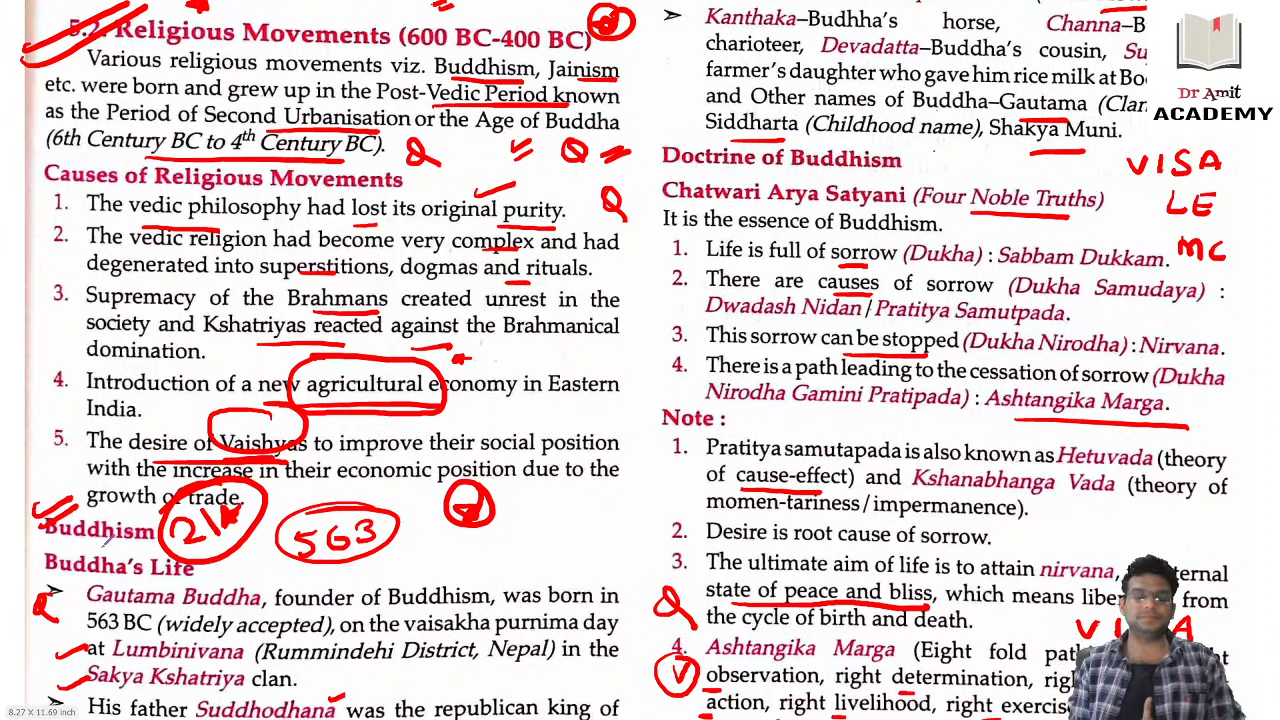 5.2. Religious Movements (600 BC-400 BC)
Various religious movements viz. Buddhism, Jainism
etc. were born and grew up in the Post-Vedic Period known
as the Period of Second Urbanisation or the Age of Buddha
(6th Century BC to 4th Century BC).
Causes of Religious Movements
1. The vedic philosophy had lost its original purity.
2. The vedic religion had become very complex and had
degenerated into superstitions, dogmas and rituals.
3. Supremacy of the Brahmans created unrest in the
society and Kshatriyas reacted against the Brahmanical
domination.
4. Introduction of a new agricultural economy in Eastern
India.
5. The desire of Vaishyas to improve their social position
with the increase in their economic position due to the
growth of trade.
Buddhism
21
563
Buddha's Life
➤ Gautama Buddha, founder of Buddhism, was born in
563 BC (widely accepted), on the vaisakha purnima day
at Lumbinivana (Rummindehi District, Nepal) in the
Sakya Kshatriya clan.
➤ His father Suddhodhana was the republican king of
8.27 X 11.69 inch
➤ Kanthaka–Budhha's horse, Channa–B
charioteer, Devadatta–Buddha's cousin, Su
farmer's daughter who gave him rice milk at Bo
and Other names of Buddha–Gautama (Clan
Siddharta (Childhood name), Shakya Muni.
Dr Amit
ACADEMY
Doctrine of Buddhism
VISA
LE
MC
Chatwari Arya Satyani (Four Noble Truths)
It is the essence of Buddhism.
1. Life is full of sorrow (Dukha) : Sabbam Dukkam.
2. There are causes of sorrow (Dukha Samudaya) :
Dwadash Nidan/Pratitya Samutpada.
3. This sorrow can be stopped (Dukha Nirodha) : Nirvana.
4. There is a path leading to the cessation of sorrow (Dukha
Nirodha Gamini Pratipada) : Ashtangika Marga.
Note :
1. Pratitya samutapada is also known as Hetuvada (theory
of cause-effect) and Kshanabhanga Vada (theory of
momen-tariness/impermanence).
2. Desire is root cause of sorrow.
3. The ultimate aim of life is to attain nirvana, ternal
state of peace and bliss, which means libe from
the cycle of birth and death.
4. Ashtangika Marga (Eight fold pat
V
observation, right determination, rig
action, right livelihood, right exercis